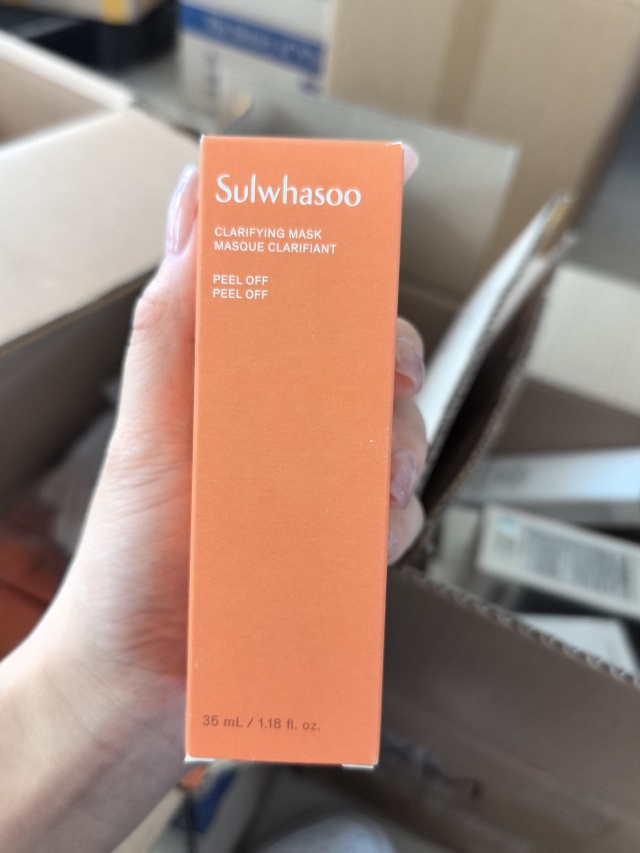 Sulwhasoo
CLARIFYING MASK
MASQUE CLARIFIANT
PEEL OFF
PEEL OFF
35 mL / 1.18 fl. oz.